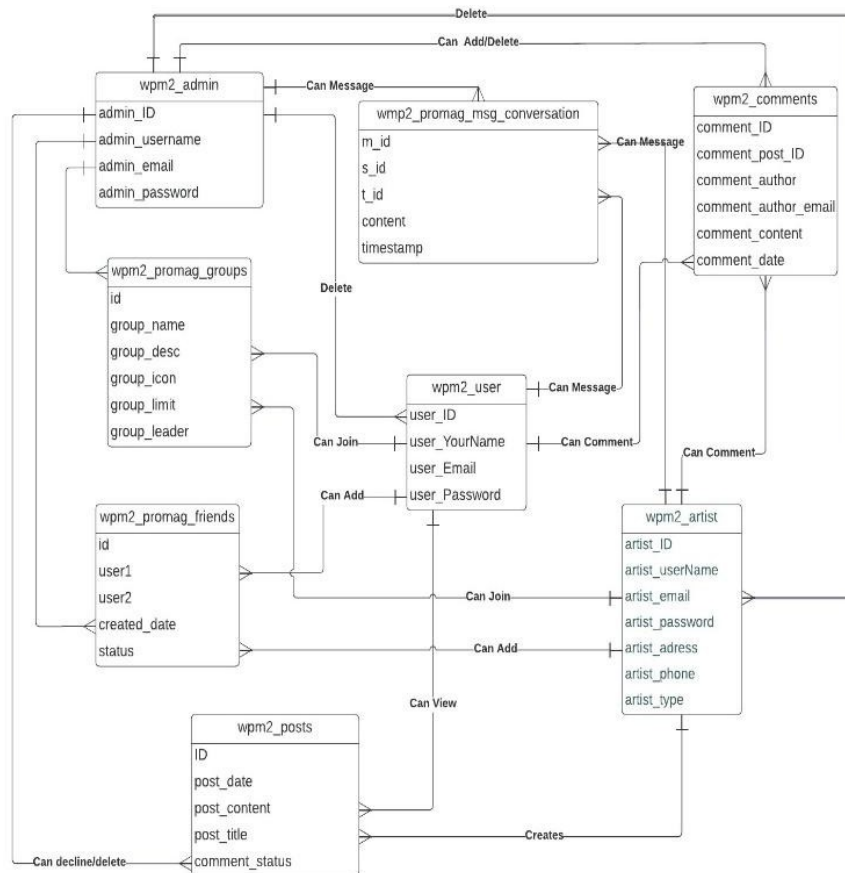 Delete
Can Add/Delete
wpm2_admin
admin_ID
admin_username
admin_email
admin_password
Can Message
wmp2_promag_msg_conversation
m_id
s_id
t_id
content
timestamp
Can Message
wpm2_comments
comment_ID
comment_post_ID
comment_author
comment_author_email
comment_content
comment_date
wpm2_promag_groups
id
group_name
group_desc
group_icon
group_limit
group_leader
Delete
wpm2_user
user_ID
user_YourName
user_Email
user_Password
Can Message
Can Join
Can Comment
Can Comment
Can Add
wpm2_promag_friends
id
user1
user2
created_date
status
wpm2_artist
artist_ID
artist_userName
artist_email
artist_password
artist_adress
artist_phone
artist_type
Can Join
Can Add
Can View
wpm2_posts
ID
post_date
post_content
post_title
comment_status
Creates
Can decline/delete